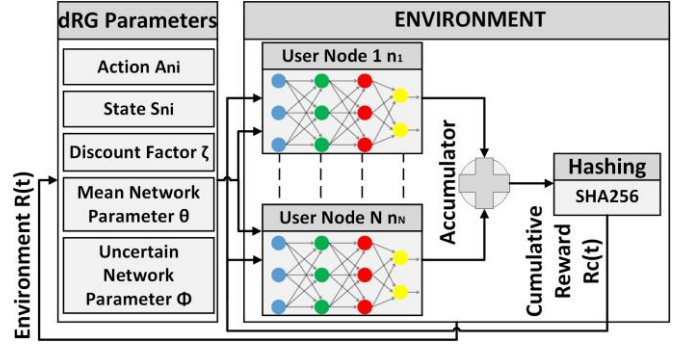 dRG Parameters
Action Ani
State Sni
Discount Factor ζ
Mean Network
Parameter θ
Uncertain
Network
Parameter Φ
Environment R(t)
ENVIRONMENT
User Node 1 n1
User Node N nN
Accumulator
Hashing
SHA256
Cumulative
Reward
Rc(t)